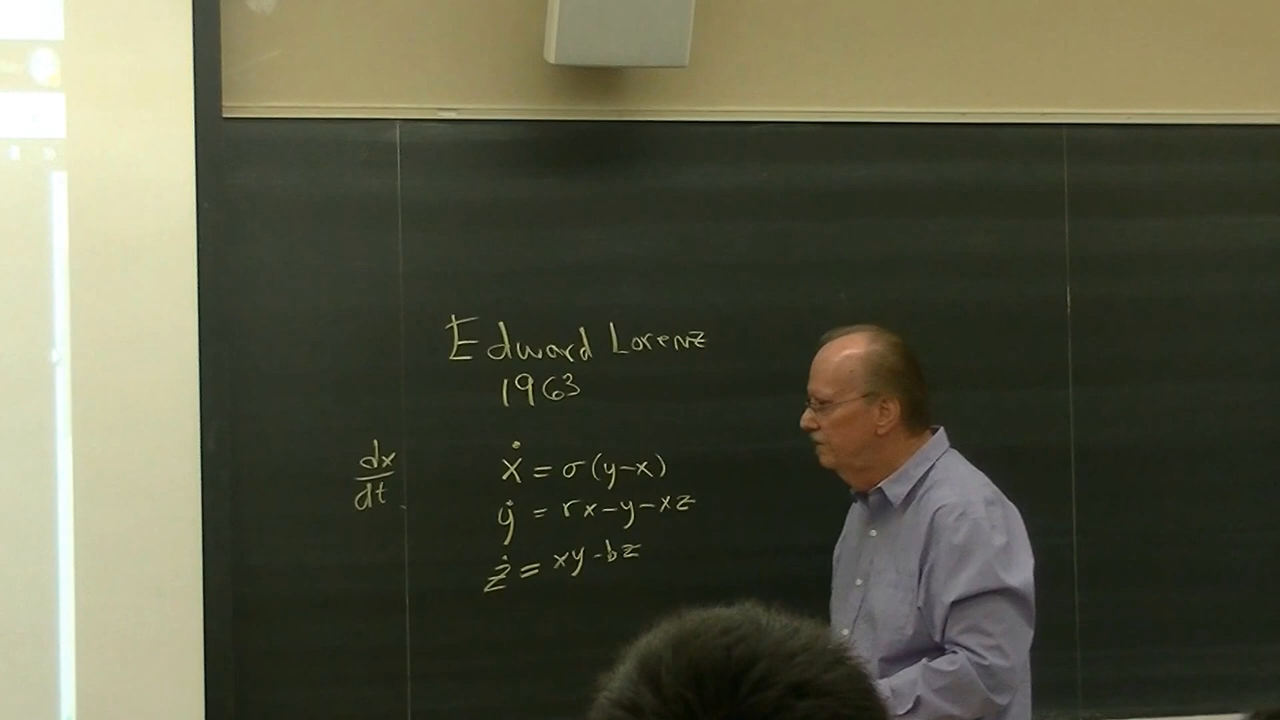 Edward Lorenz
1963
dx/dt
ẋ = σ(y-x)
ẏ = rx-y-xz
ż = xy-bz